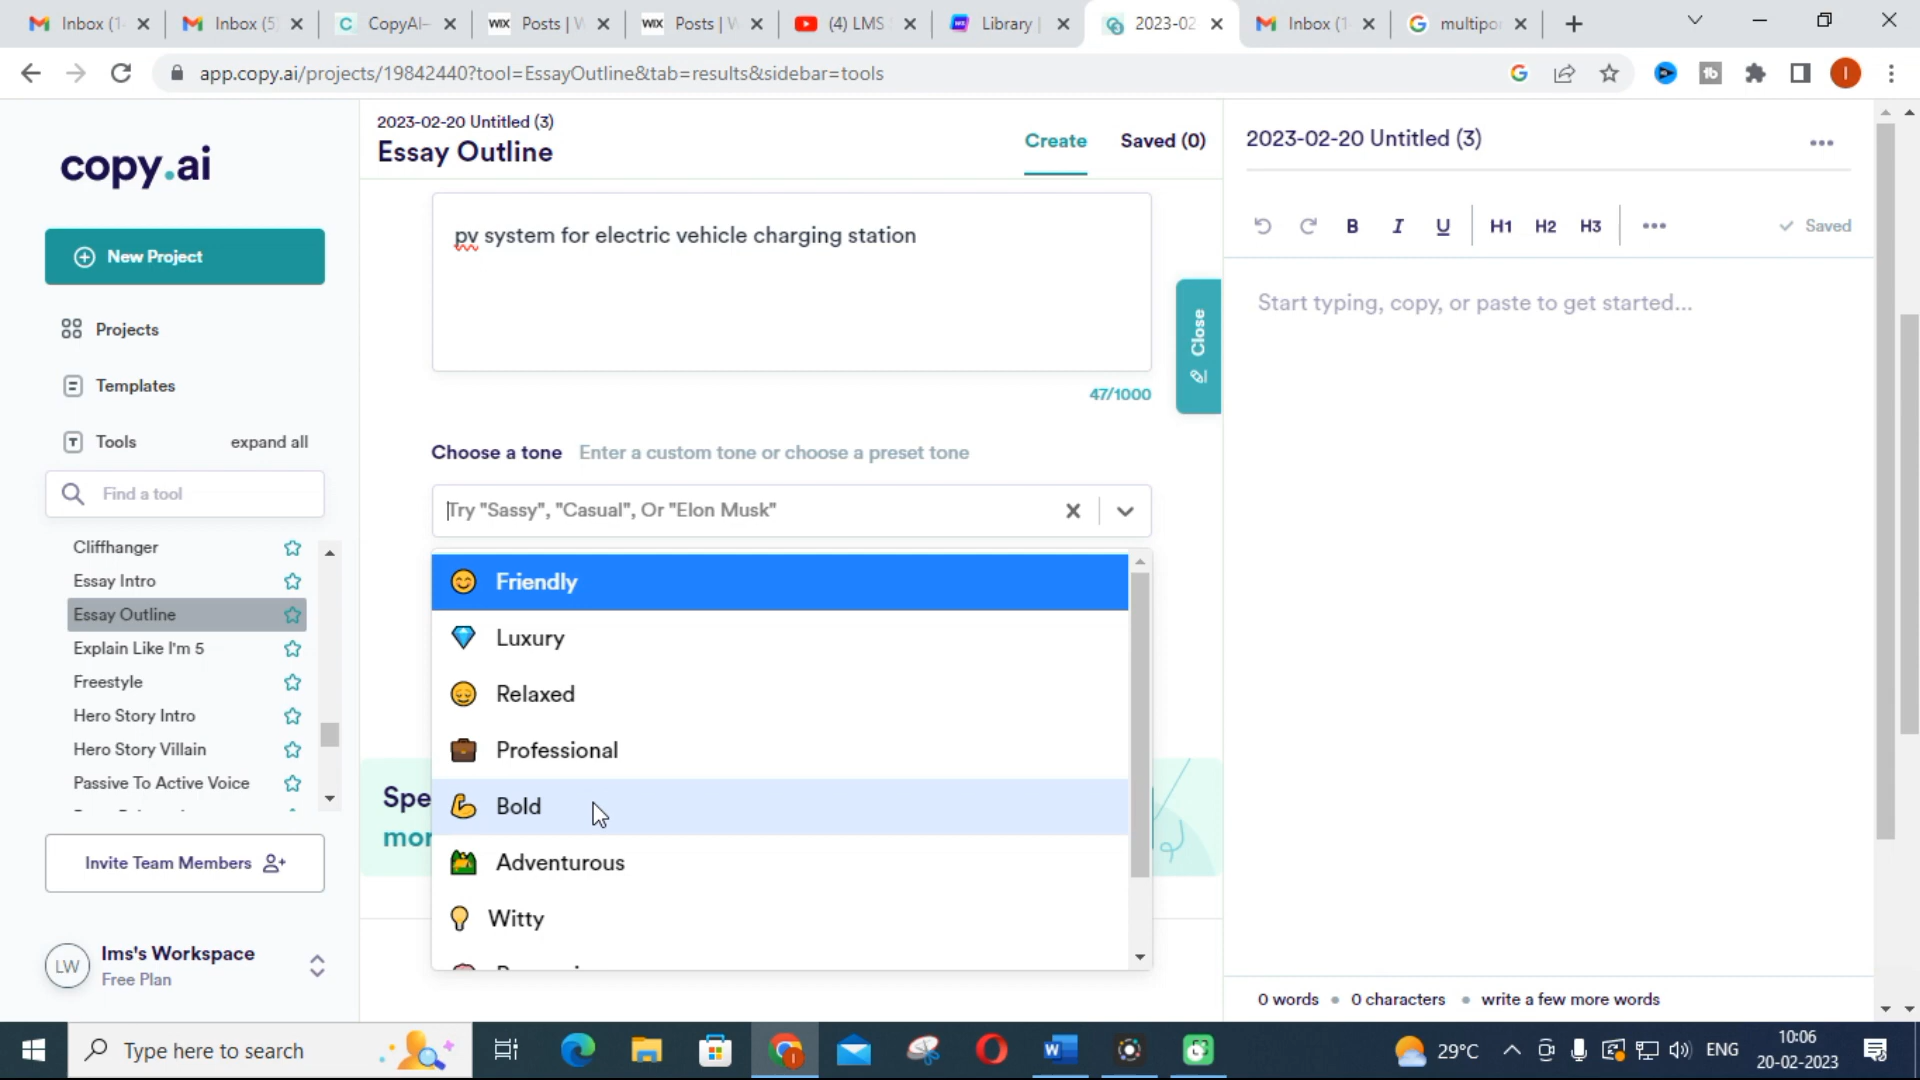 Inbox (1
Inbox (5
CopyAI-
WIX Posts | W
WIX Posts | W
(4) LMS
Library |
2023-02
Inbox (1
multipo
app.copy.ai/projects/19842440?tool=EssayOutline&tab=results&sidebar=tools
copy.ai
New Project
Projects
Templates
Tools expand all
Find a tool
Cliffhanger
Essay Intro
Essay Outline
Explain Like I'm 5
Freestyle
Hero Story Intro
Hero Story Villain
Passive To Active Voice
Invite Team Members
LW
lms's Workspace
Free Plan
2023-02-20 Untitled (3)
Essay Outline
Create Saved (0)
pv system for electric vehicle charging station
47/1000
Close
Choose a tone Enter a custom tone or choose a preset tone
Try "Sassy", "Casual", Or "Elon Musk"
Friendly
Luxury
Relaxed
Professional
Bold
Adventurous
Witty
Spe
mor
2023-02-20 Untitled (3)
B I U H1 H2 H3 Saved
Start typing, copy, or paste to get started...
0 words • 0 characters • write a few more words
Type here to search
29°C
ENG
10:06
20-02-2023